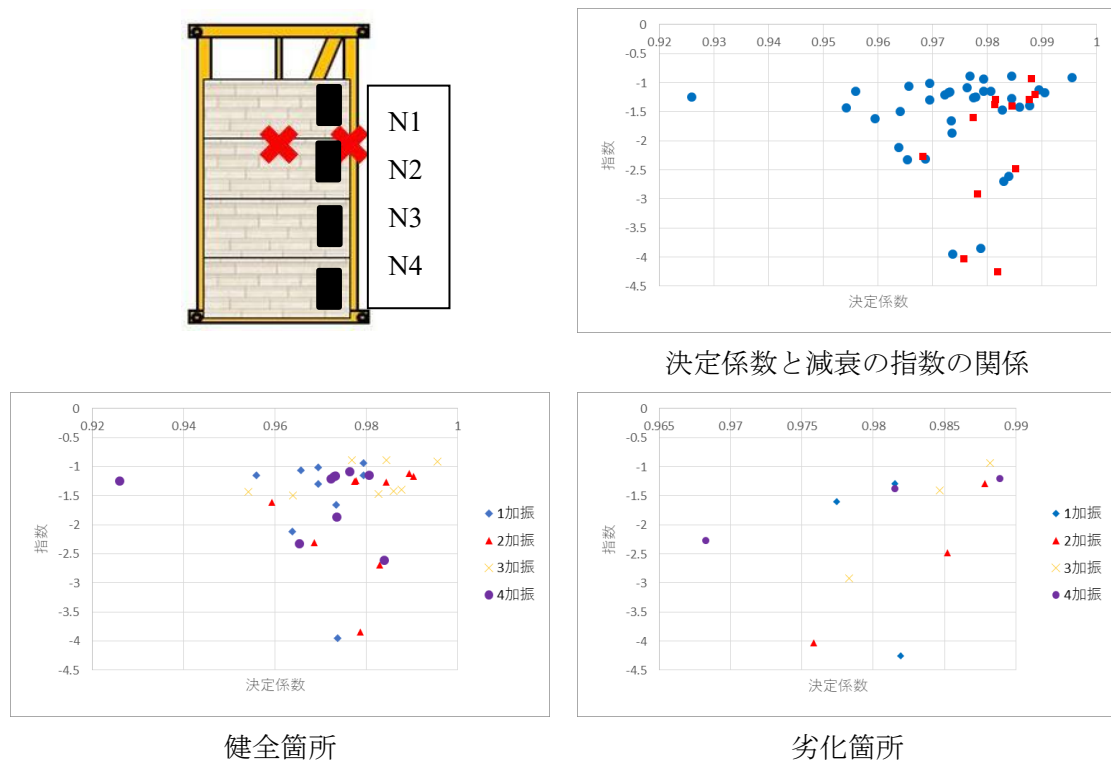 N1
N2
N3
N4
0
0.92
0.93
0.94
0.95
0.96
0.97
0.98
0.99
1
-0.5
-1
-1.5
-2
-2.5
-3
-3.5
-4
-4.5
指数
決定係数
決定係数と減衰の指数の関係
0
0.92
0.94
0.96
0.98
1
-0.5
-1
-1.5
-2
-2.5
-3
-3.5
-4
-4.5
指数
決定係数
1加振
2加振
3加振
4加振
健全箇所
0
0.965
0.97
0.975
0.98
0.985
0.99
-0.5
-1
-1.5
-2
-2.5
-3
-3.5
-4
-4.5
指数
決定係数
1加振
2加振
3加振
4加振
劣化箇所